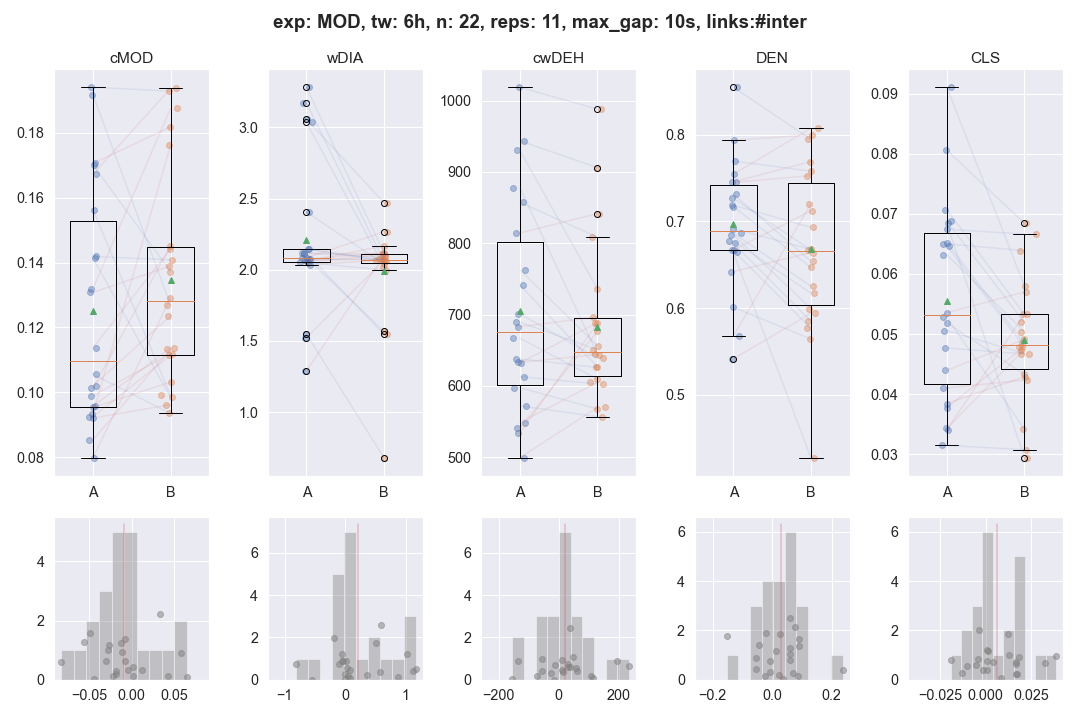 exp: MOD, tw: 6h, n: 22, reps: 11, max_gap: 10s, links:#inter
cMOD wDIA cwDEH DEN CLS
0.18 0.16 0.14 0.12 0.10 0.08
A B
3.0 2.5 2.0 1.5 1.0
A B
1000 900 800 700 600 500
A B
0.8 0.7 0.6 0.5
A B
0.09 0.08 0.07 0.06 0.05 0.04 0.03
A B
4 2 0
−0.05 0.00 0.05
6 4 2 0
−1 0 1
6 4 2 0
−200 0 200
6 4 2 0
−0.2 0.0 0.2
6 4 2 0
−0.025 0.000 0.025